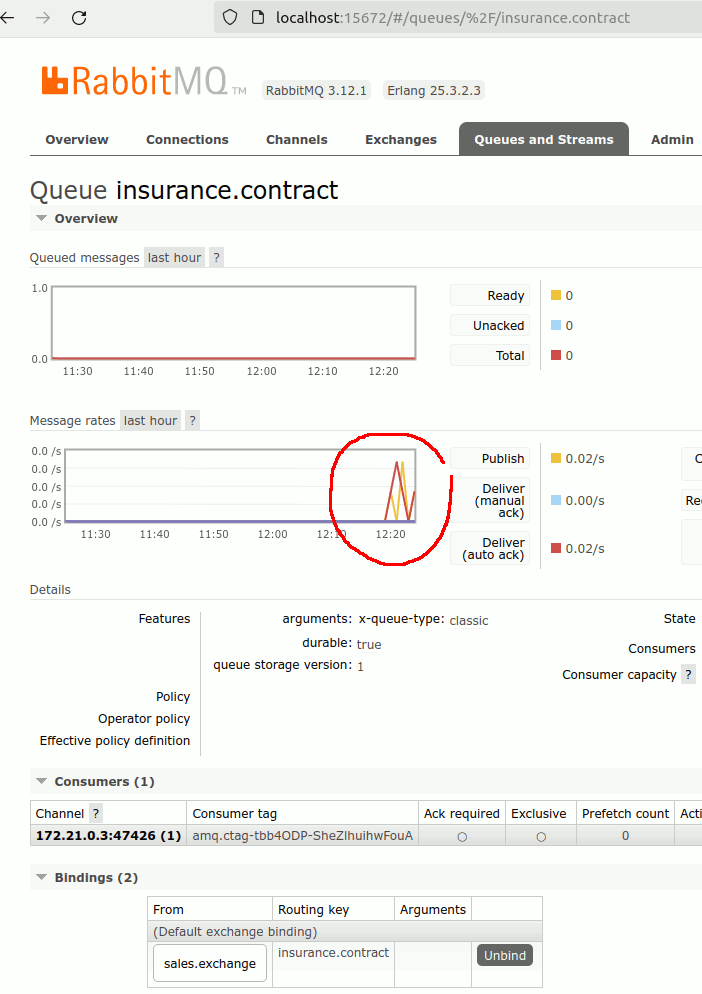 localhost:15672/#/queues/%2F/insurance.contract
RabbitMQ TM RabbitMQ 3.12.1 Erlang 25.3.2.3
Overview Connections Channels Exchanges Queues and Streams Admin
Queue insurance.contract
Overview
Queued messages last hour ?
1.0
0.0
11:30 11:40 11:50 12:00 12:10 12:20
Ready 0
Unacked 0
Total 0
Message rates last hour ?
0.0 /s
0.0 /s
0.0 /s
0.0 /s
0.0 /s
11:30 11:40 11:50 12:00 12:10 12:20
Publish 0.02/s
Deliver
(manual 0.00/s
ack)
Deliver
(auto ack) 0.02/s
Details
Features arguments: x-queue-type: classic
durable: true
queue storage version: 1
Policy
Operator policy
Effective policy definition
State
Consumers
Consumer capacity ?
Consumers (1)
Channel ? Consumer tag Ack required Exclusive Prefetch count
172.21.0.3:47426 (1) amq.ctag-tbb4ODP-SheZlhuihwFouA ○ ○ 0
Bindings (2)
From Routing key Arguments
(Default exchange binding)
sales.exchange insurance.contract Unbind